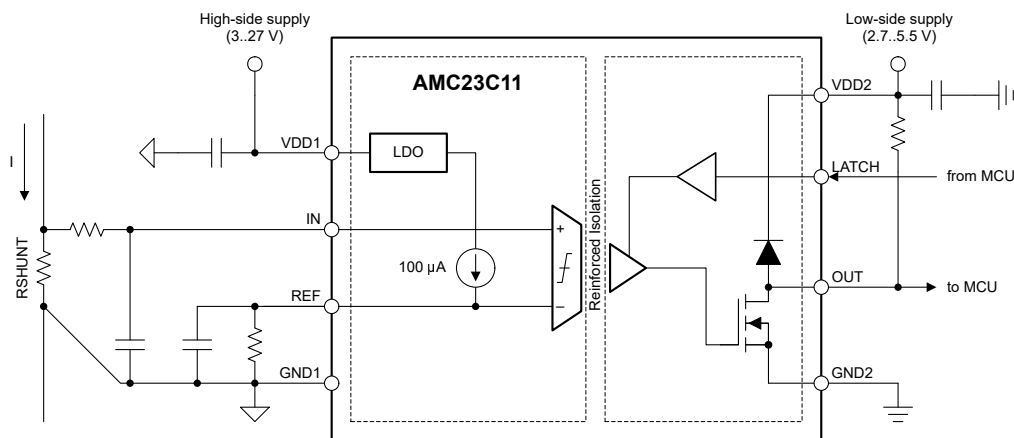 High-side supply
(3..27 V)
Low-side supply
(2.7..5.5 V)
AMC23C11
VDD2
VDD1
LDO
I
LATCH
from MCU
IN
+
Reinforced Isolation
RSHUNT
100 µA
OUT
to MCU
REF
–
GND1
GND2